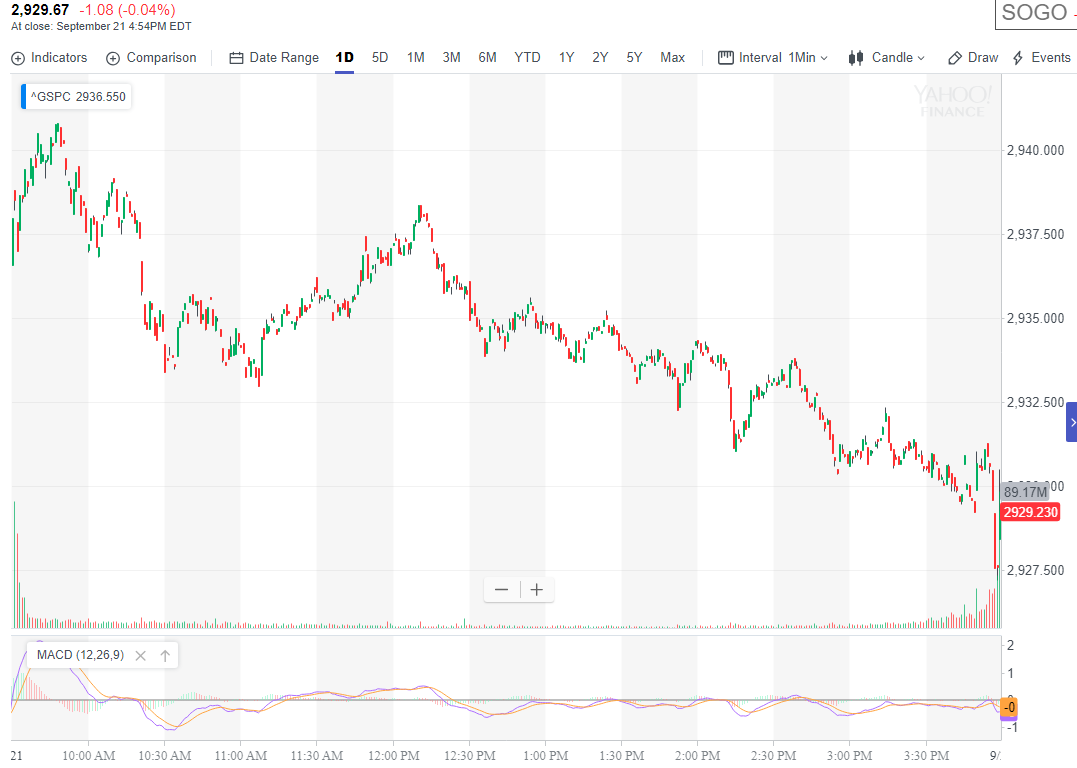 2,929.67 -1.08 (-0.04%)
SOGO
At close: September 21 4:54PM EDT
Indicators Comparison Date Range 1D 5D 1M 3M 6M YTD 1Y 2Y 5Y Max Interval 1Min Candle Draw Events
^GSPC 2936.550
YAHOO!
FINANCE
2,940.000
2,937.500
2,935.000
2,932.500
89.17M
2929.230
2,927.500
MACD (12,26,9)
2
1
-0
-1
21 10:00 AM 10:30 AM 11:00 AM 11:30 AM 12:00 PM 12:30 PM 1:00 PM 1:30 PM 2:00 PM 2:30 PM 3:00 PM 3:30 PM